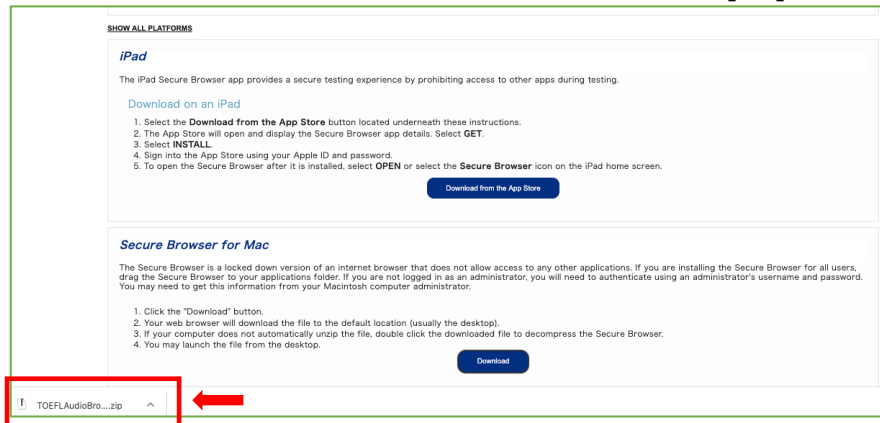 SHOW ALL PLATFORMS
iPad
The iPad Secure Browser app provides a secure testing experience by prohibiting access to other apps during testing.
Download on an iPad
1. Select the Download from the App Store button located underneath these instructions.
2. The App Store will open and display the Secure Browser app details. Select GET.
3. Select INSTALL.
4. Sign into the App Store using your Apple ID and password.
5. To open the Secure Browser after it is installed, select OPEN or select the Secure Browser icon on the iPad home screen.
Download from the App Store
Secure Browser for Mac
The Secure Browser is a locked down version of an internet browser that does not allow access to any other applications. If you are installing the Secure Browser for all users,
drag the Secure Browser to your applications folder. If you are not logged in as an administrator, you will need to authenticate using an administrator's username and password.
You may need to get this information from your Macintosh computer administrator.
1. Click the "Download" button.
2. Your web browser will download the file to the default location (usually the desktop).
3. If your computer does not automatically unzip the file, double click the downloaded file to decompress the Secure Browser.
4. You may launch the file from the desktop.
Download
TOEFLAudioBro....zip